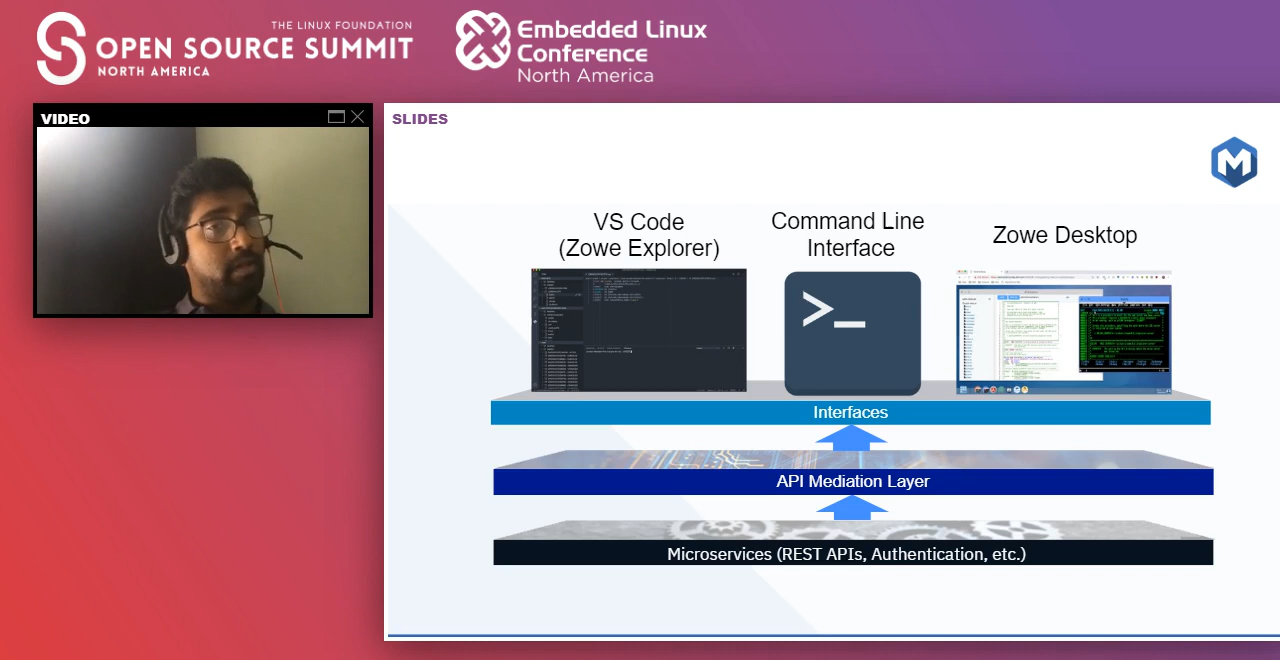 THE LINUX FOUNDATION
OPEN SOURCE SUMMIT
NORTH AMERICA
Embedded Linux
Conference
North America
VIDEO
SLIDES
M
VS Code
(Zowe Explorer)
Command Line
Interface
Zowe Desktop
>_
Interfaces
API Mediation Layer
Microservices (REST APIs, Authentication, etc.)